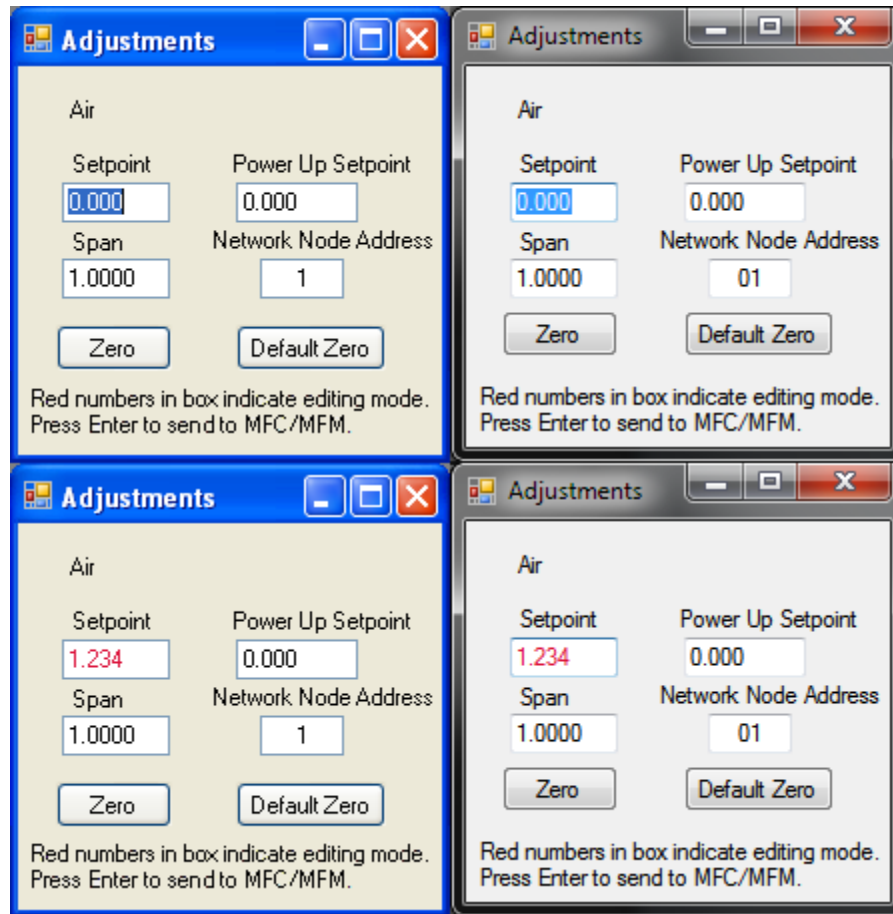 Adjustments
Air
Setpoint Power Up Setpoint
0.000 0.000
Span Network Node Address
1.0000 1
Zero Default Zero
Red numbers in box indicate editing mode.
Press Enter to send to MFC/MFM.
Adjustments
Air
Setpoint Power Up Setpoint
0.000 0.000
Span Network Node Address
1.0000 01
Zero Default Zero
Red numbers in box indicate editing mode.
Press Enter to send to MFC/MFM.
Adjustments
Air
Setpoint Power Up Setpoint
1.234 0.000
Span Network Node Address
1.0000 1
Zero Default Zero
Red numbers in box indicate editing mode.
Press Enter to send to MFC/MFM.
Adjustments
Air
Setpoint Power Up Setpoint
1.234 0.000
Span Network Node Address
1.0000 01
Zero Default Zero
Red numbers in box indicate editing mode.
Press Enter to send to MFC/MFM.